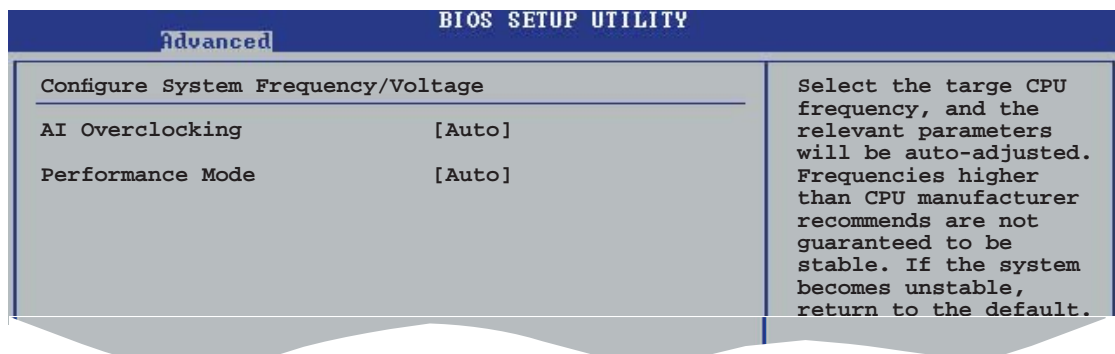 BIOS SETUP UTILITY
Advanced
Configure System Frequency/Voltage
AI Overclocking [Auto]
Performance Mode [Auto]
Select the targe CPU
frequency, and the
relevant parameters
will be auto-adjusted.
Frequencies higher
than CPU manufacturer
recommends are not
guaranteed to be
stable. If the system
becomes unstable,
return to the default.